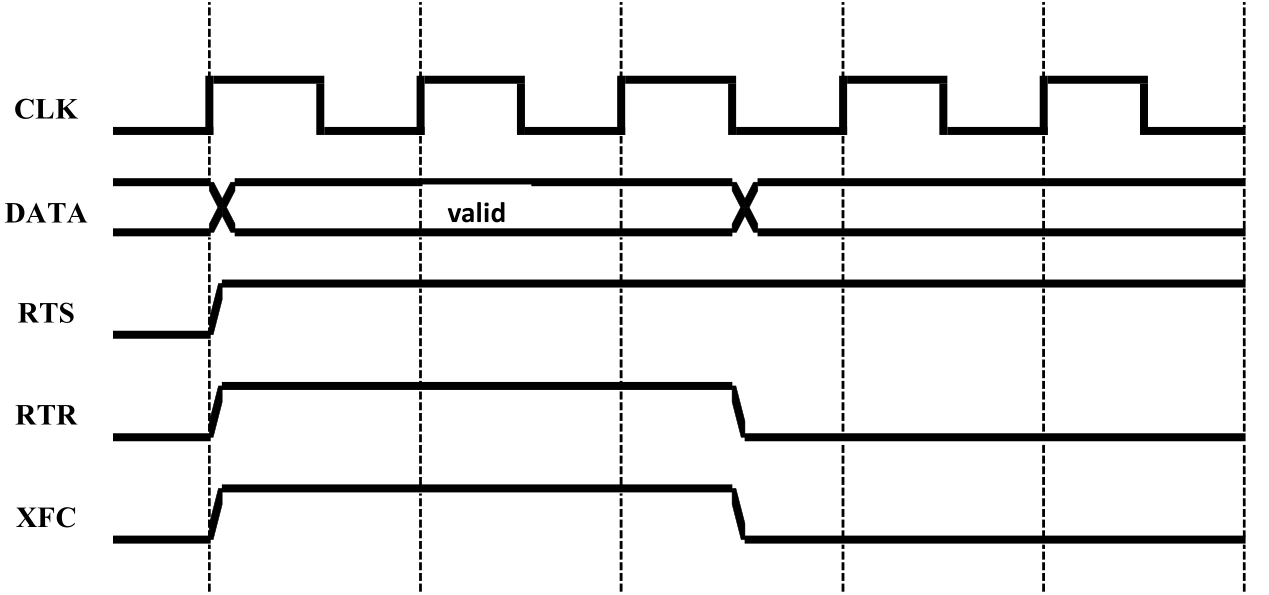 CLK
DATA
valid
RTS
RTR
XFC